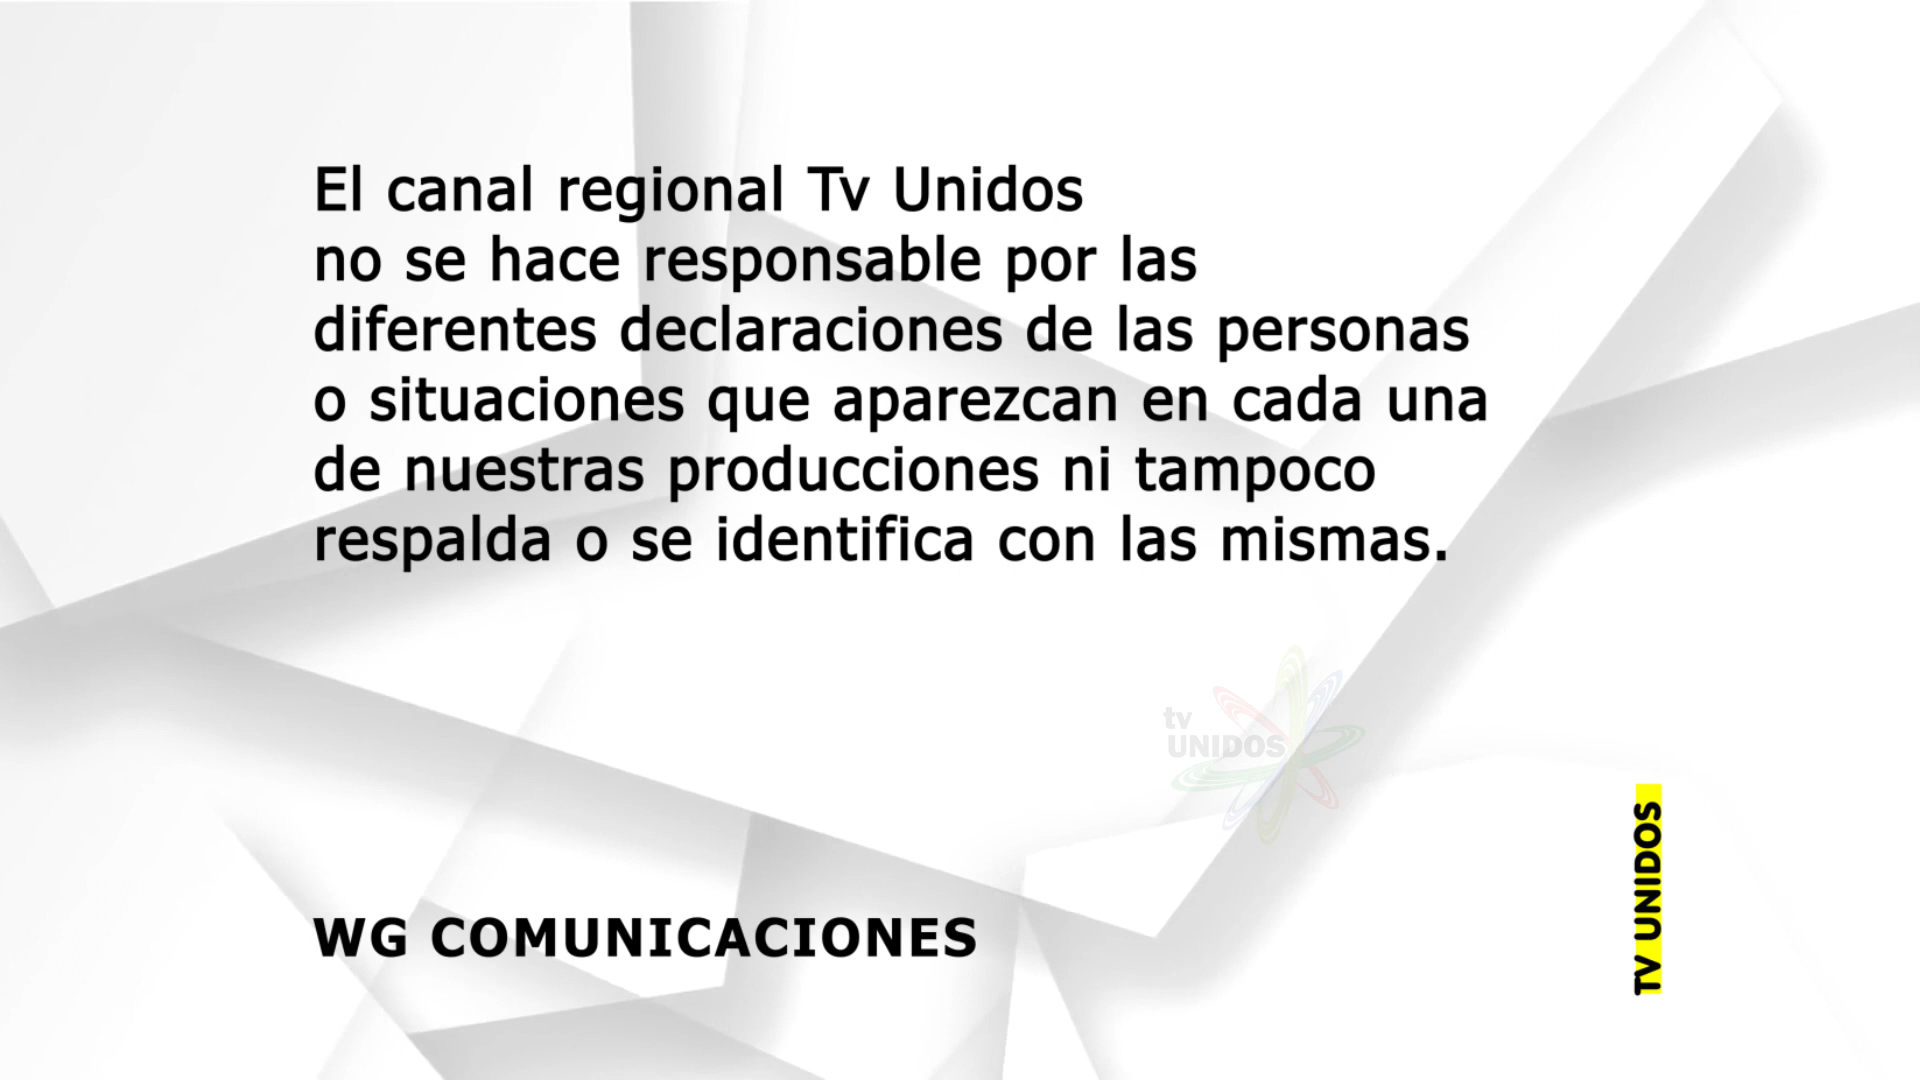 El canal regional Tv Unidos
no se hace responsable por las
diferentes declaraciones de las personas
o situaciones que aparezcan en cada una
de nuestras producciones ni tampoco
respalda o se identifica con las mismas.
tv
UNIDOS
WG COMUNICACIONES
TV UNIDOS